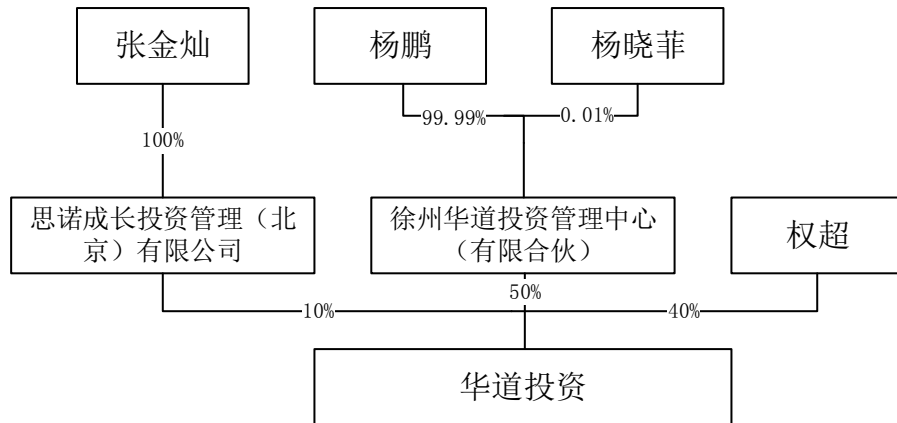 张金灿
杨鹏
杨晓菲
99.99%
0.01%
100%
思诺成长投资管理（北
京）有限公司
徐州华道投资管理中心
（有限合伙）
权超
50%
10%
40%
华道投资